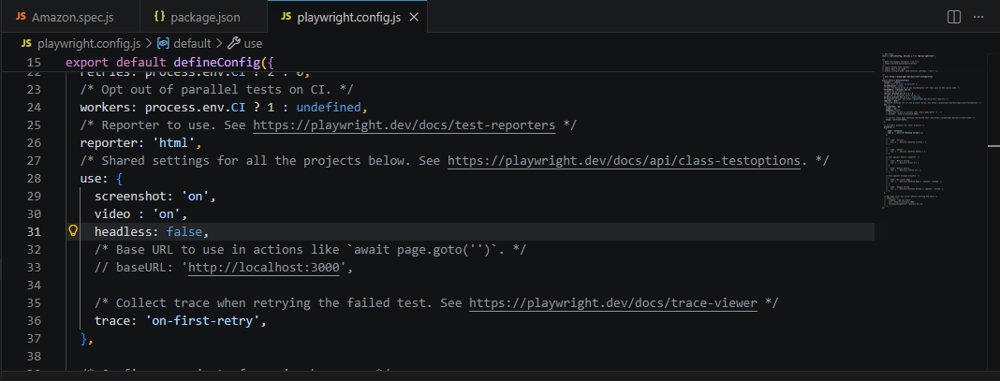 JS Amazon.spec.js {} package.json JS playwright.config.js ×
JS playwright.config.js > default > use
15 export default defineConfig({
22 retries: process.env.CI ? 2 : 0,
23 /* Opt out of parallel tests on CI. */
24 workers: process.env.CI ? 1 : undefined,
25 /* Reporter to use. See https://playwright.dev/docs/test-reporters */
26 reporter: 'html',
27 /* Shared settings for all the projects below. See https://playwright.dev/docs/api/class-testoptions. */
28 use: {
29 screenshot: 'on',
30 video : 'on',
31 headless: false,
32 /* Base URL to use in actions like `await page.goto('')`. */
33 // baseURL: 'http://localhost:3000',
34
35 /* Collect trace when retrying the failed test. See https://playwright.dev/docs/trace-viewer */
36 trace: 'on-first-retry',
37 },
38